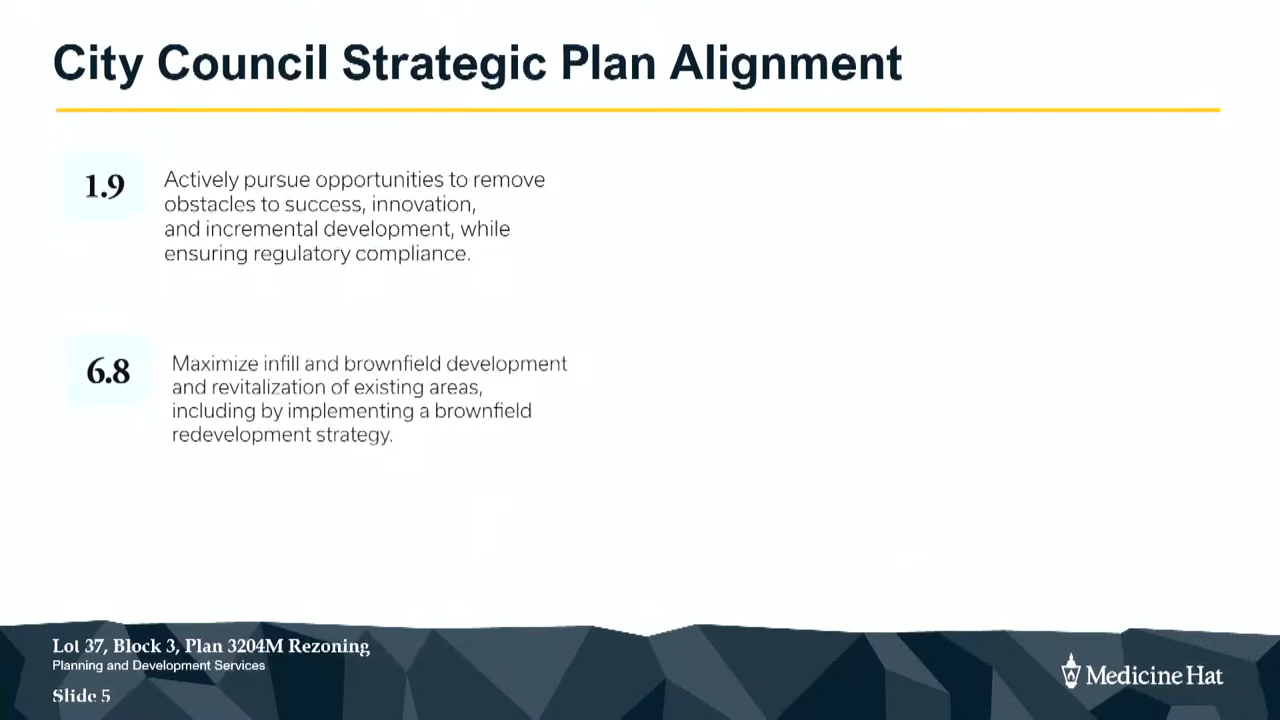 City Council Strategic Plan Alignment
1.9
Actively pursue opportunities to remove
obstacles to success, innovation,
and incremental development, while
ensuring regulatory compliance.
6.8
Maximize infill and brownfield development
and revitalization of existing areas,
including by implementing a brownfield
redevelopment strategy.
Lot 37, Block 3, Plan 3204M Rezoning
Planning and Development Services
Slide 5
Medicine Hat